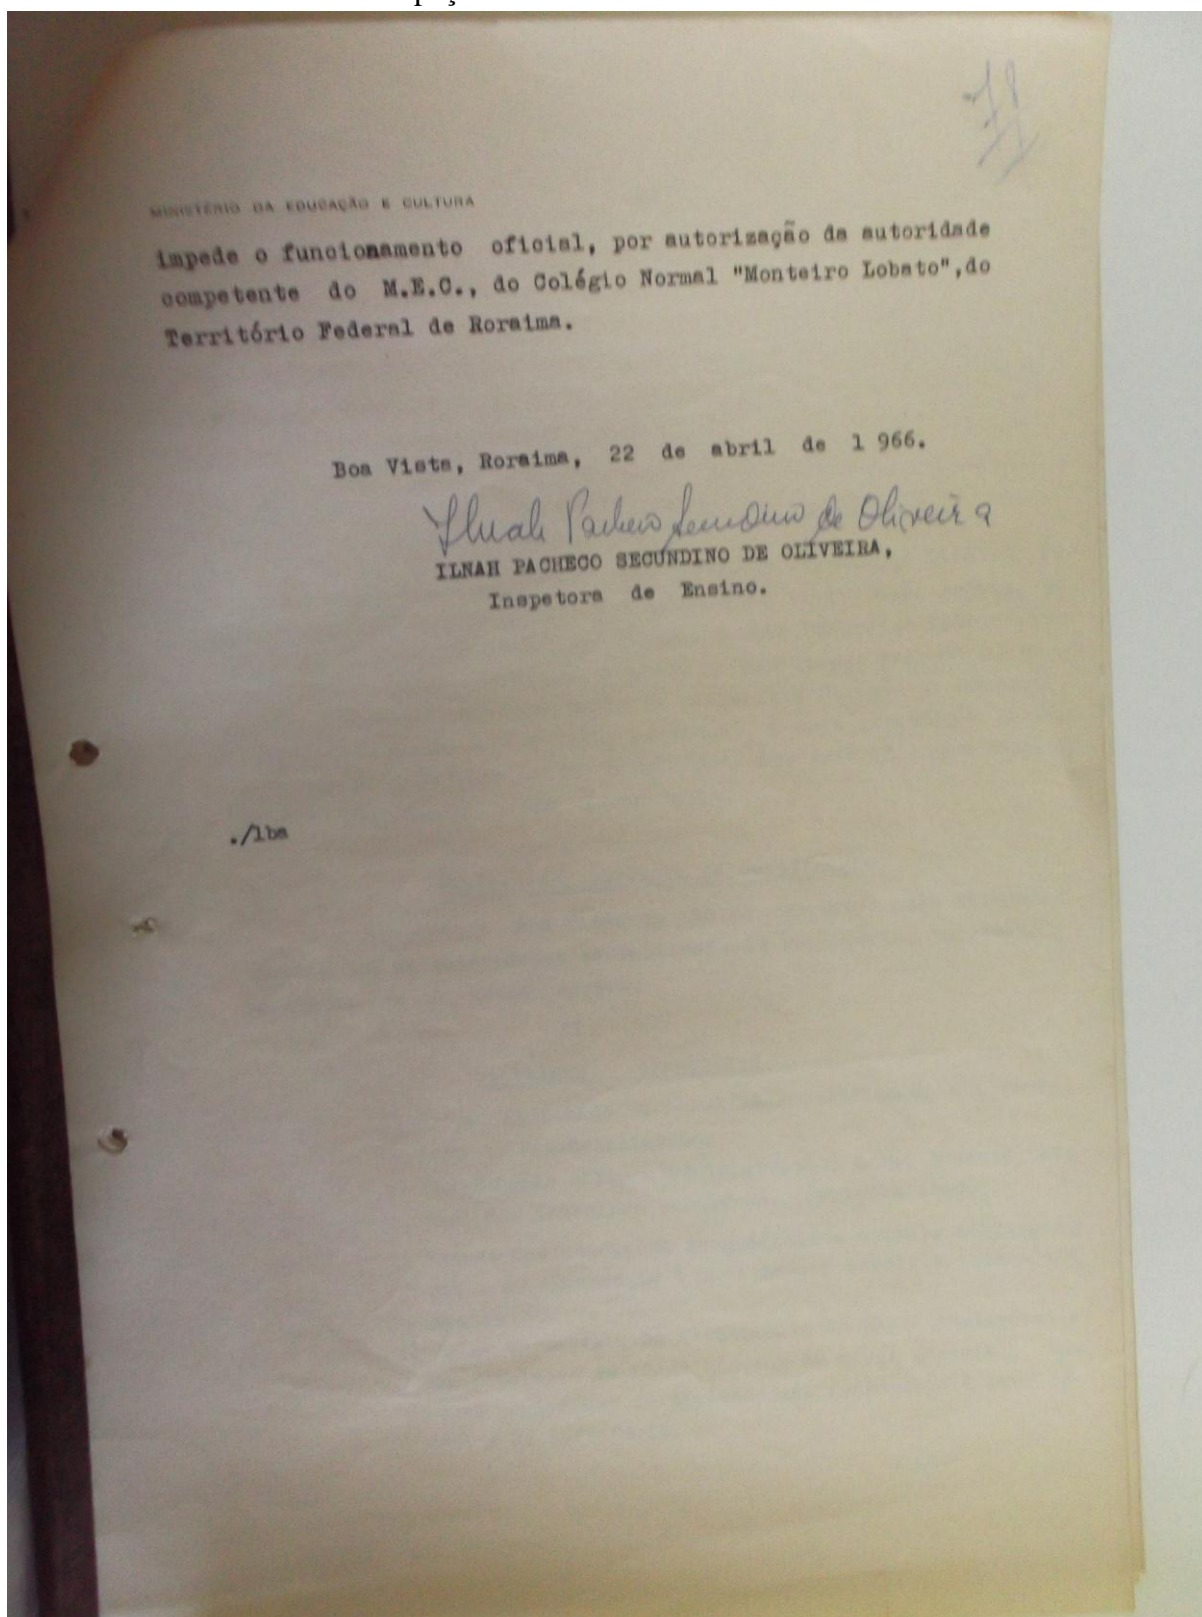 MINISTÉRIO DA EDUCAÇÃO E CULTURA
impede o funcionamento oficial, por autorização da autoridade
competente do M.E.C., do Colégio Normal "Monteiro Lobato",do
Território Federal de Roraima.
Boa Vista, Roraima, 22 de abril de 1 966.
Ilnah Pacheco Secundino de Oliveira
ILNAH PACHECO SECUNDINO DE OLIVEIRA,
Inspetora de Ensino.
./lba